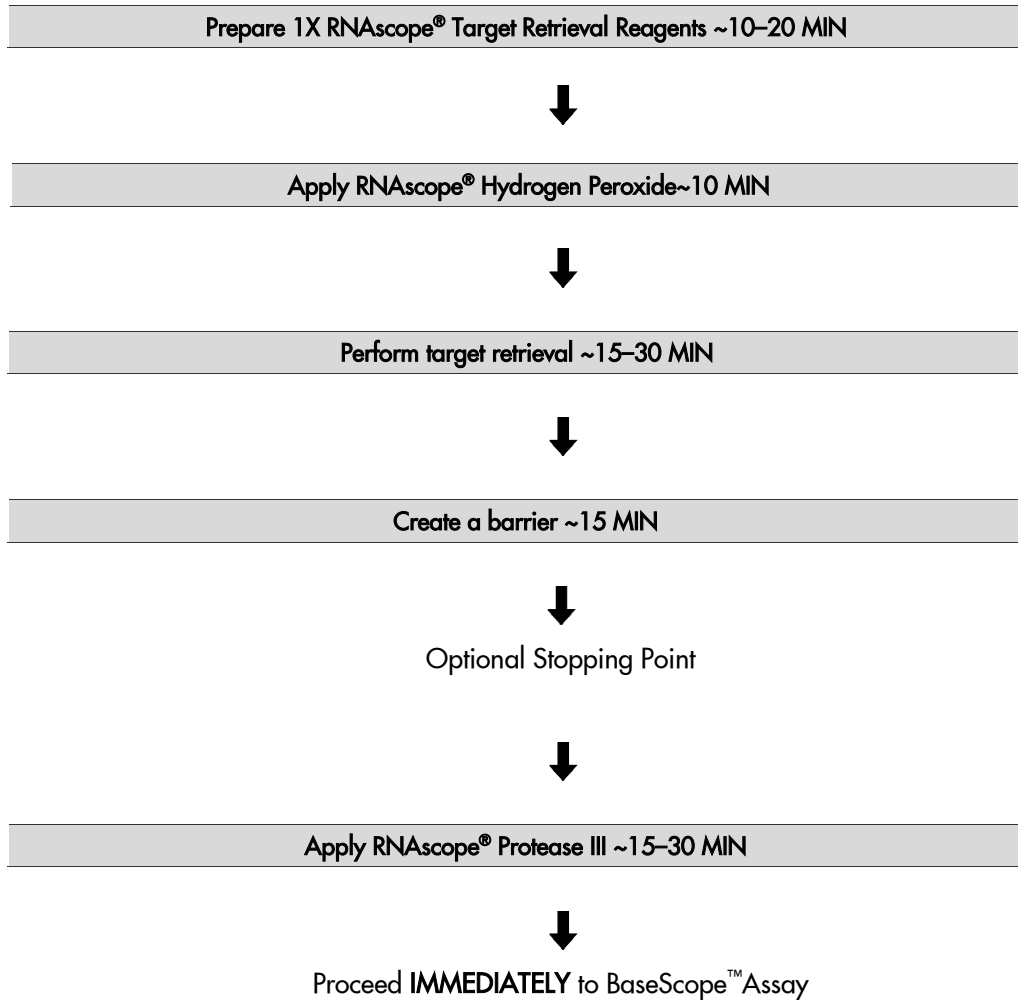 Prepare 1X RNAscope® Target Retrieval Reagents ~10–20 MIN
Apply RNAscope® Hydrogen Peroxide~10 MIN
Perform target retrieval ~15–30 MIN
Create a barrier ~15 MIN
Optional Stopping Point
Apply RNAscope® Protease III ~15–30 MIN
Proceed IMMEDIATELY to BaseScope™Assay